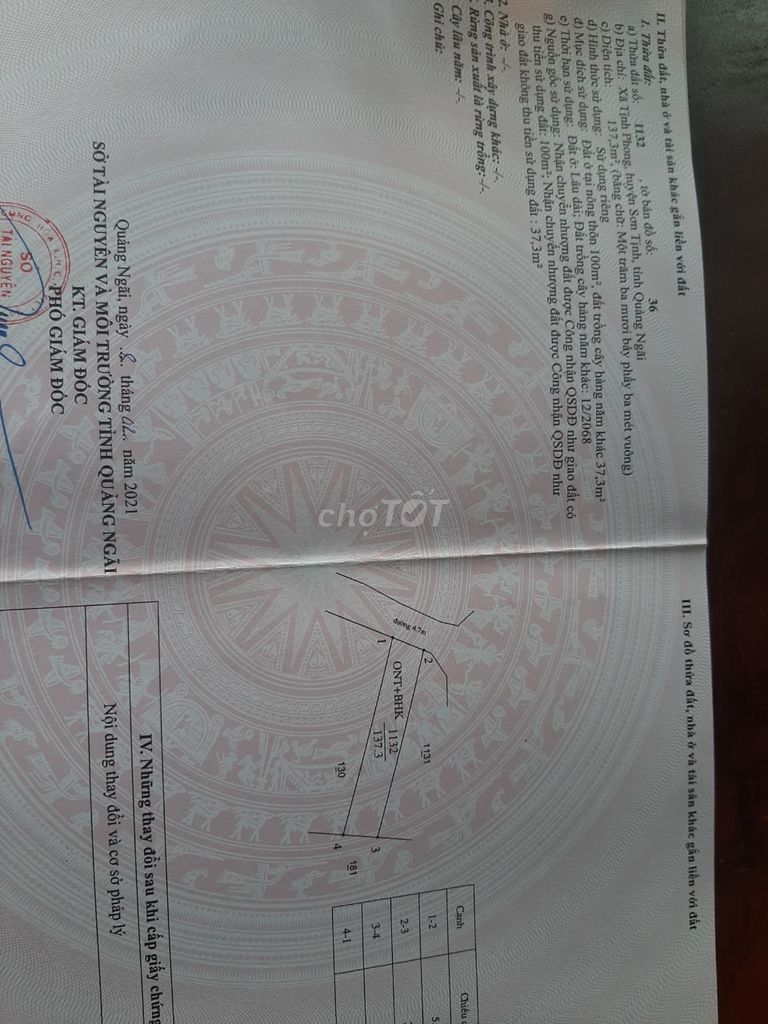 II. Thửa đất, nhà ở và tài sản khác gắn liền với đất
1. Thửa đất:
a) Thửa đất số: 1132 , tờ bản đồ số: 36
b) Địa chỉ: Xã Tịnh Phong, huyện Sơn Tịnh, tỉnh Quảng Ngãi
c) Diện tích: 137,3m², (bằng chữ: Một trăm ba mươi bảy phẩy ba mét vuông)
d) Hình thức sử dụng: Sử dụng riêng
đ) Mục đích sử dụng: Đất ở tại nông thôn 100m², đất trồng cây hàng năm khác 37,3m²
e) Thời hạn sử dụng: Đất ở: Lâu dài; Đất trồng cây hàng năm khác: 12/2068
g) Nguồn gốc sử dụng: Nhận chuyển nhượng đất được Công nhận QSDĐ như giao đất có
thu tiền sử dụng đất: 100m²; Nhận chuyển nhượng đất được Công nhận QSDĐ như
giao đất không thu tiền sử dụng đất : 37,3m²
2. Nhà ở: -/-.
3. Công trình xây dựng khác: -/-.
4. Rừng sản xuất là rừng trồng: -/-.
Cây lâu năm: -/-.
Ghi chú:
Quảng Ngãi, ngày 8 tháng 02 năm 2021
SỞ TÀI NGUYÊN VÀ MÔI TRƯỜNG TỈNH QUẢNG NGÃI
KT. GIÁM ĐỐC
PHÓ GIÁM ĐỐC
SỞ
TÀI NGUYÊN
chợTỐT
III. Sơ đồ thửa đất, nhà ở và tài sản khác gắn liền với đất
đường 4.7m
1
2
1131
ONT+BHK
1132
137.3
130
3
4
181
Cạnh
1-2
5
2-3
3-4
4-1
IV. Những thay đổi sau khi cấp giấy chứng
Nội dung thay đổi và cơ sở pháp lý